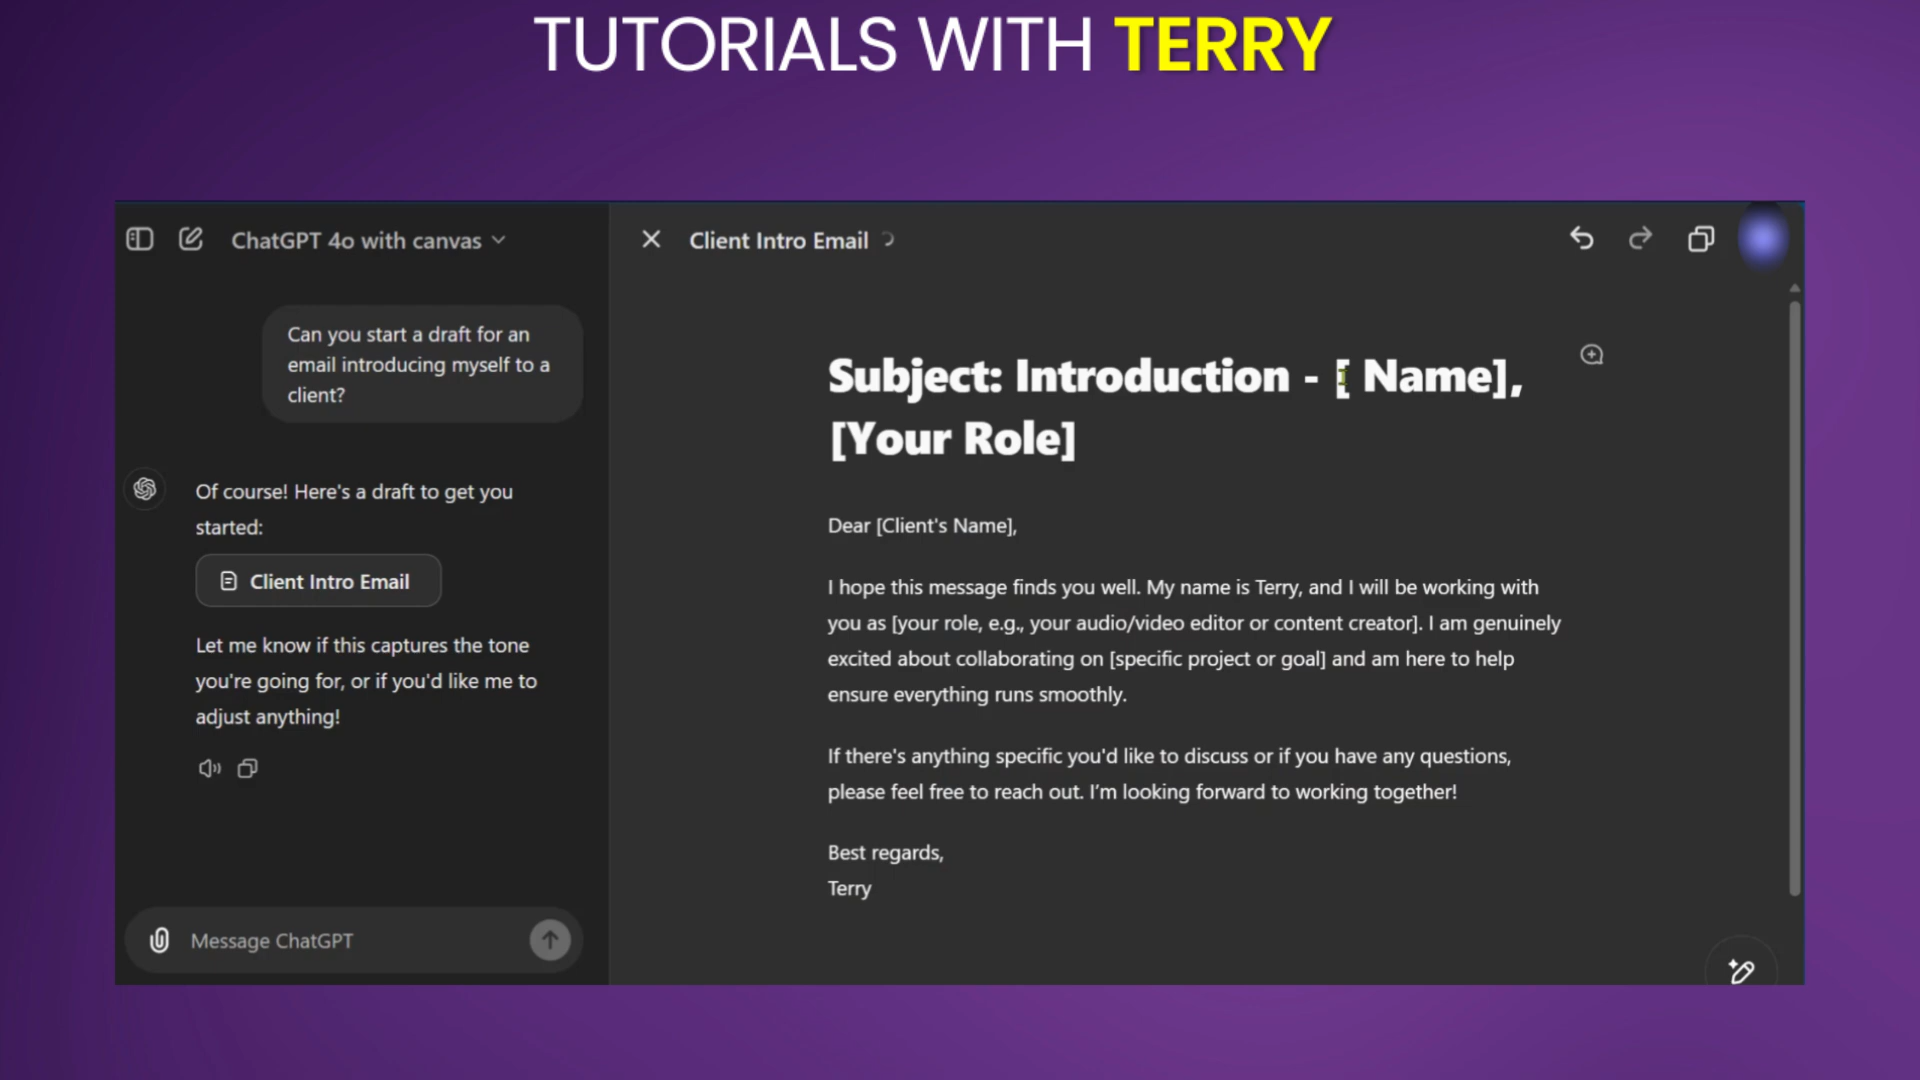 TUTORIALS WITH TERRY
ChatGPT 4o with canvas
Can you start a draft for an
email introducing myself to a
client?
Of course! Here's a draft to get you
started:
Client Intro Email
Let me know if this captures the tone
you're going for, or if you'd like me to
adjust anything!
Message ChatGPT
Client Intro Email
Subject: Introduction - [ Name],
[Your Role]
Dear [Client's Name],
I hope this message finds you well. My name is Terry, and I will be working with
you as [your role, e.g., your audio/video editor or content creator]. I am genuinely
excited about collaborating on [specific project or goal] and am here to help
ensure everything runs smoothly.
If there's anything specific you'd like to discuss or if you have any questions,
please feel free to reach out. I’m looking forward to working together!
Best regards,
Terry